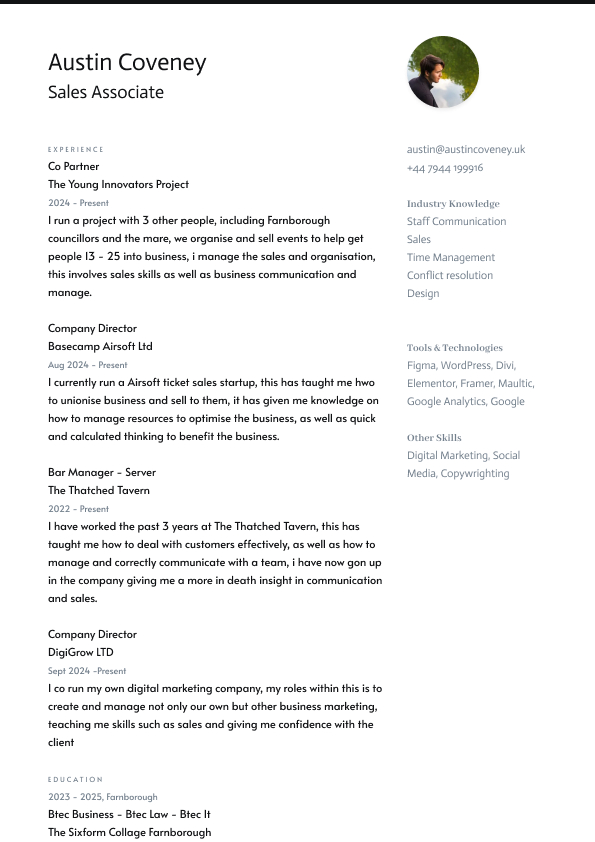 Austin Coveney
Sales Associate
EXPERIENCE
Co Partner
The Young Innovators Project
2024 - Present
I run a project with 3 other people, including Farnborough
councillors and the mare, we organise and sell events to help get
people 13 - 25 into business, i manage the sales and organisation,
this involves sales skills as well as business communication and
manage.
Company Director
Basecamp Airsoft Ltd
Aug 2024 - Present
I currently run a Airsoft ticket sales startup, this has taught me hwo
to unionise business and sell to them, it has given me knowledge on
how to manage resources to optimise the business, as well as quick
and calculated thinking to benefit the business.
Bar Manager - Server
The Thatched Tavern
2022 - Present
I have worked the past 3 years at The Thatched Tavern, this has
taught me how to deal with customers effectively, as well as how to
manage and correctly communicate with a team, i have now gon up
in the company giving me a more in death insight in communication
and sales.
Company Director
DigiGrow LTD
Sept 2024 -Present
I co run my own digital marketing company, my roles within this is to
create and manage not only our own but other business marketing,
teaching me skills such as sales and giving me confidence with the
client
EDUCATION
2023 - 2025, Farnborough
Btec Business - Btec Law - Btec It
The Sixform Collage Farnborough
austin@austincoveney.uk
+44 7944 199916
Industry Knowledge
Staff Communication
Sales
Time Management
Conflict resolution
Design
Tools & Technologies
Figma, WordPress, Divi,
Elementor, Framer, Maultic,
Google Analytics, Google
Other Skills
Digital Marketing, Social
Media, Copywrighting